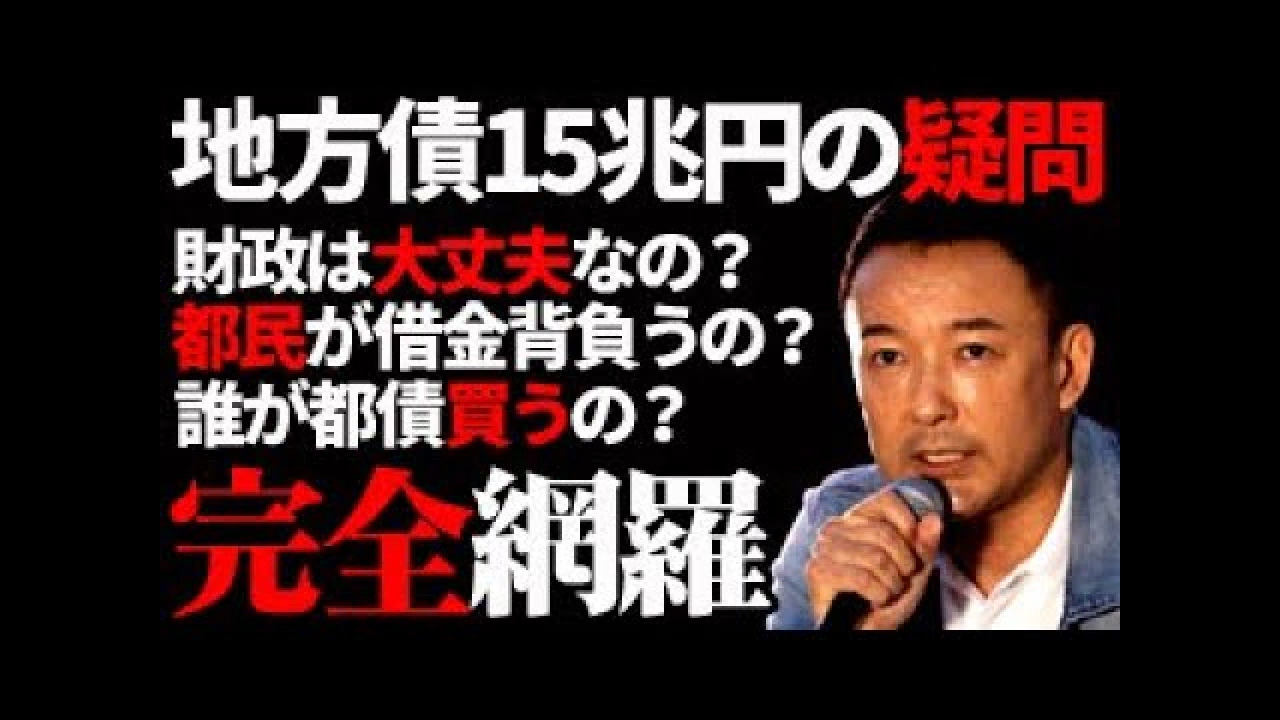 地方債15兆円の疑問
財政は大丈夫なの？
都民が借金背負うの？
誰が都債買うの？
完全網羅